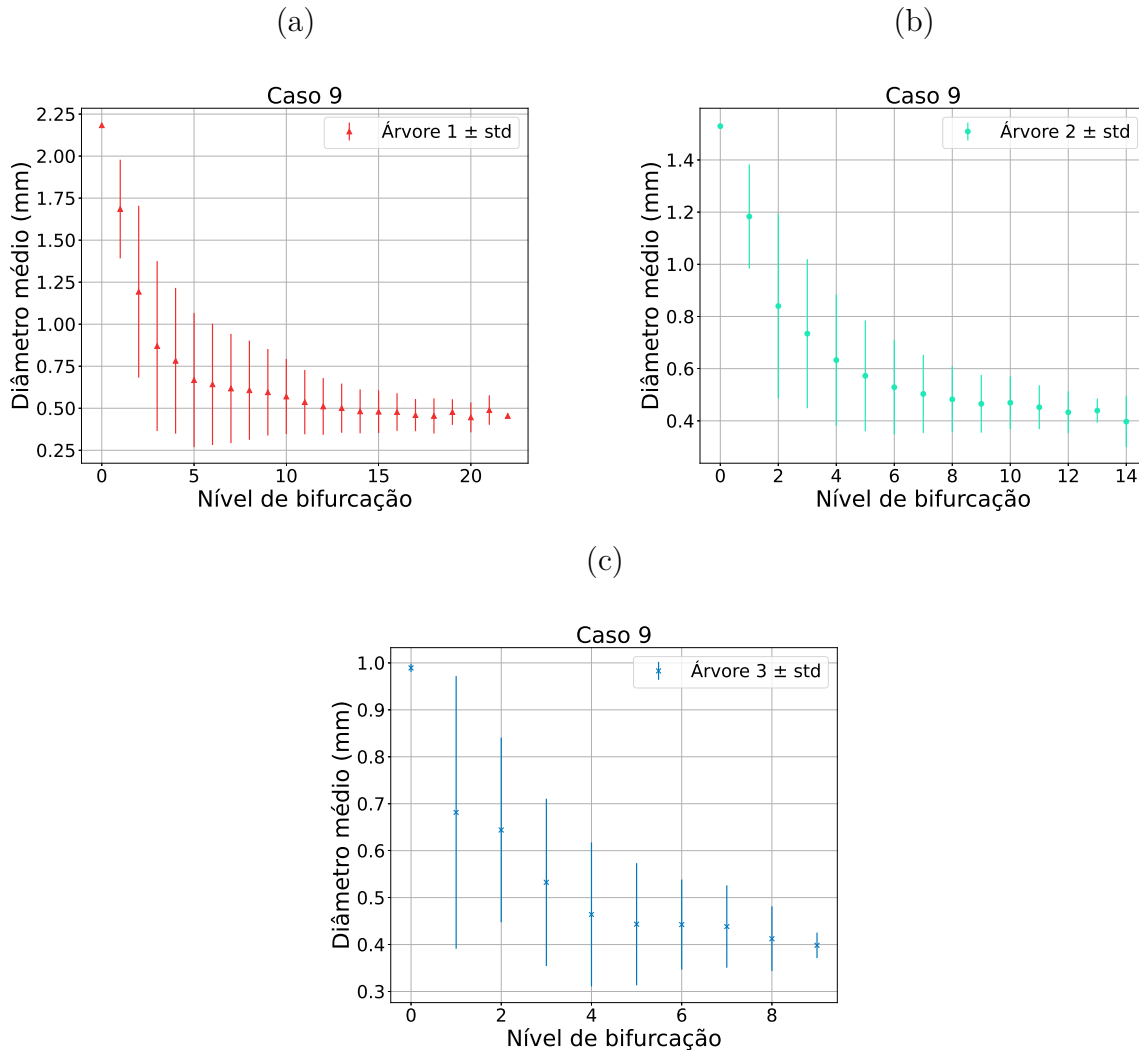 (a)
Caso 9
Árvore 1 ± std
2.25
2.00
1.75
1.50
1.25
1.00
0.75
0.50
0.25
Diâmetro médio (mm)
0 5 10 15 20
Nível de bifurcação
(b)
Caso 9
Árvore 2 ± std
1.4
1.2
1.0
0.8
0.6
0.4
Diâmetro médio (mm)
0 2 4 6 8 10 12 14
Nível de bifurcação
(c)
Caso 9
Árvore 3 ± std
1.0
0.9
0.8
0.7
0.6
0.5
0.4
0.3
Diâmetro médio (mm)
0 2 4 6 8
Nível de bifurcação